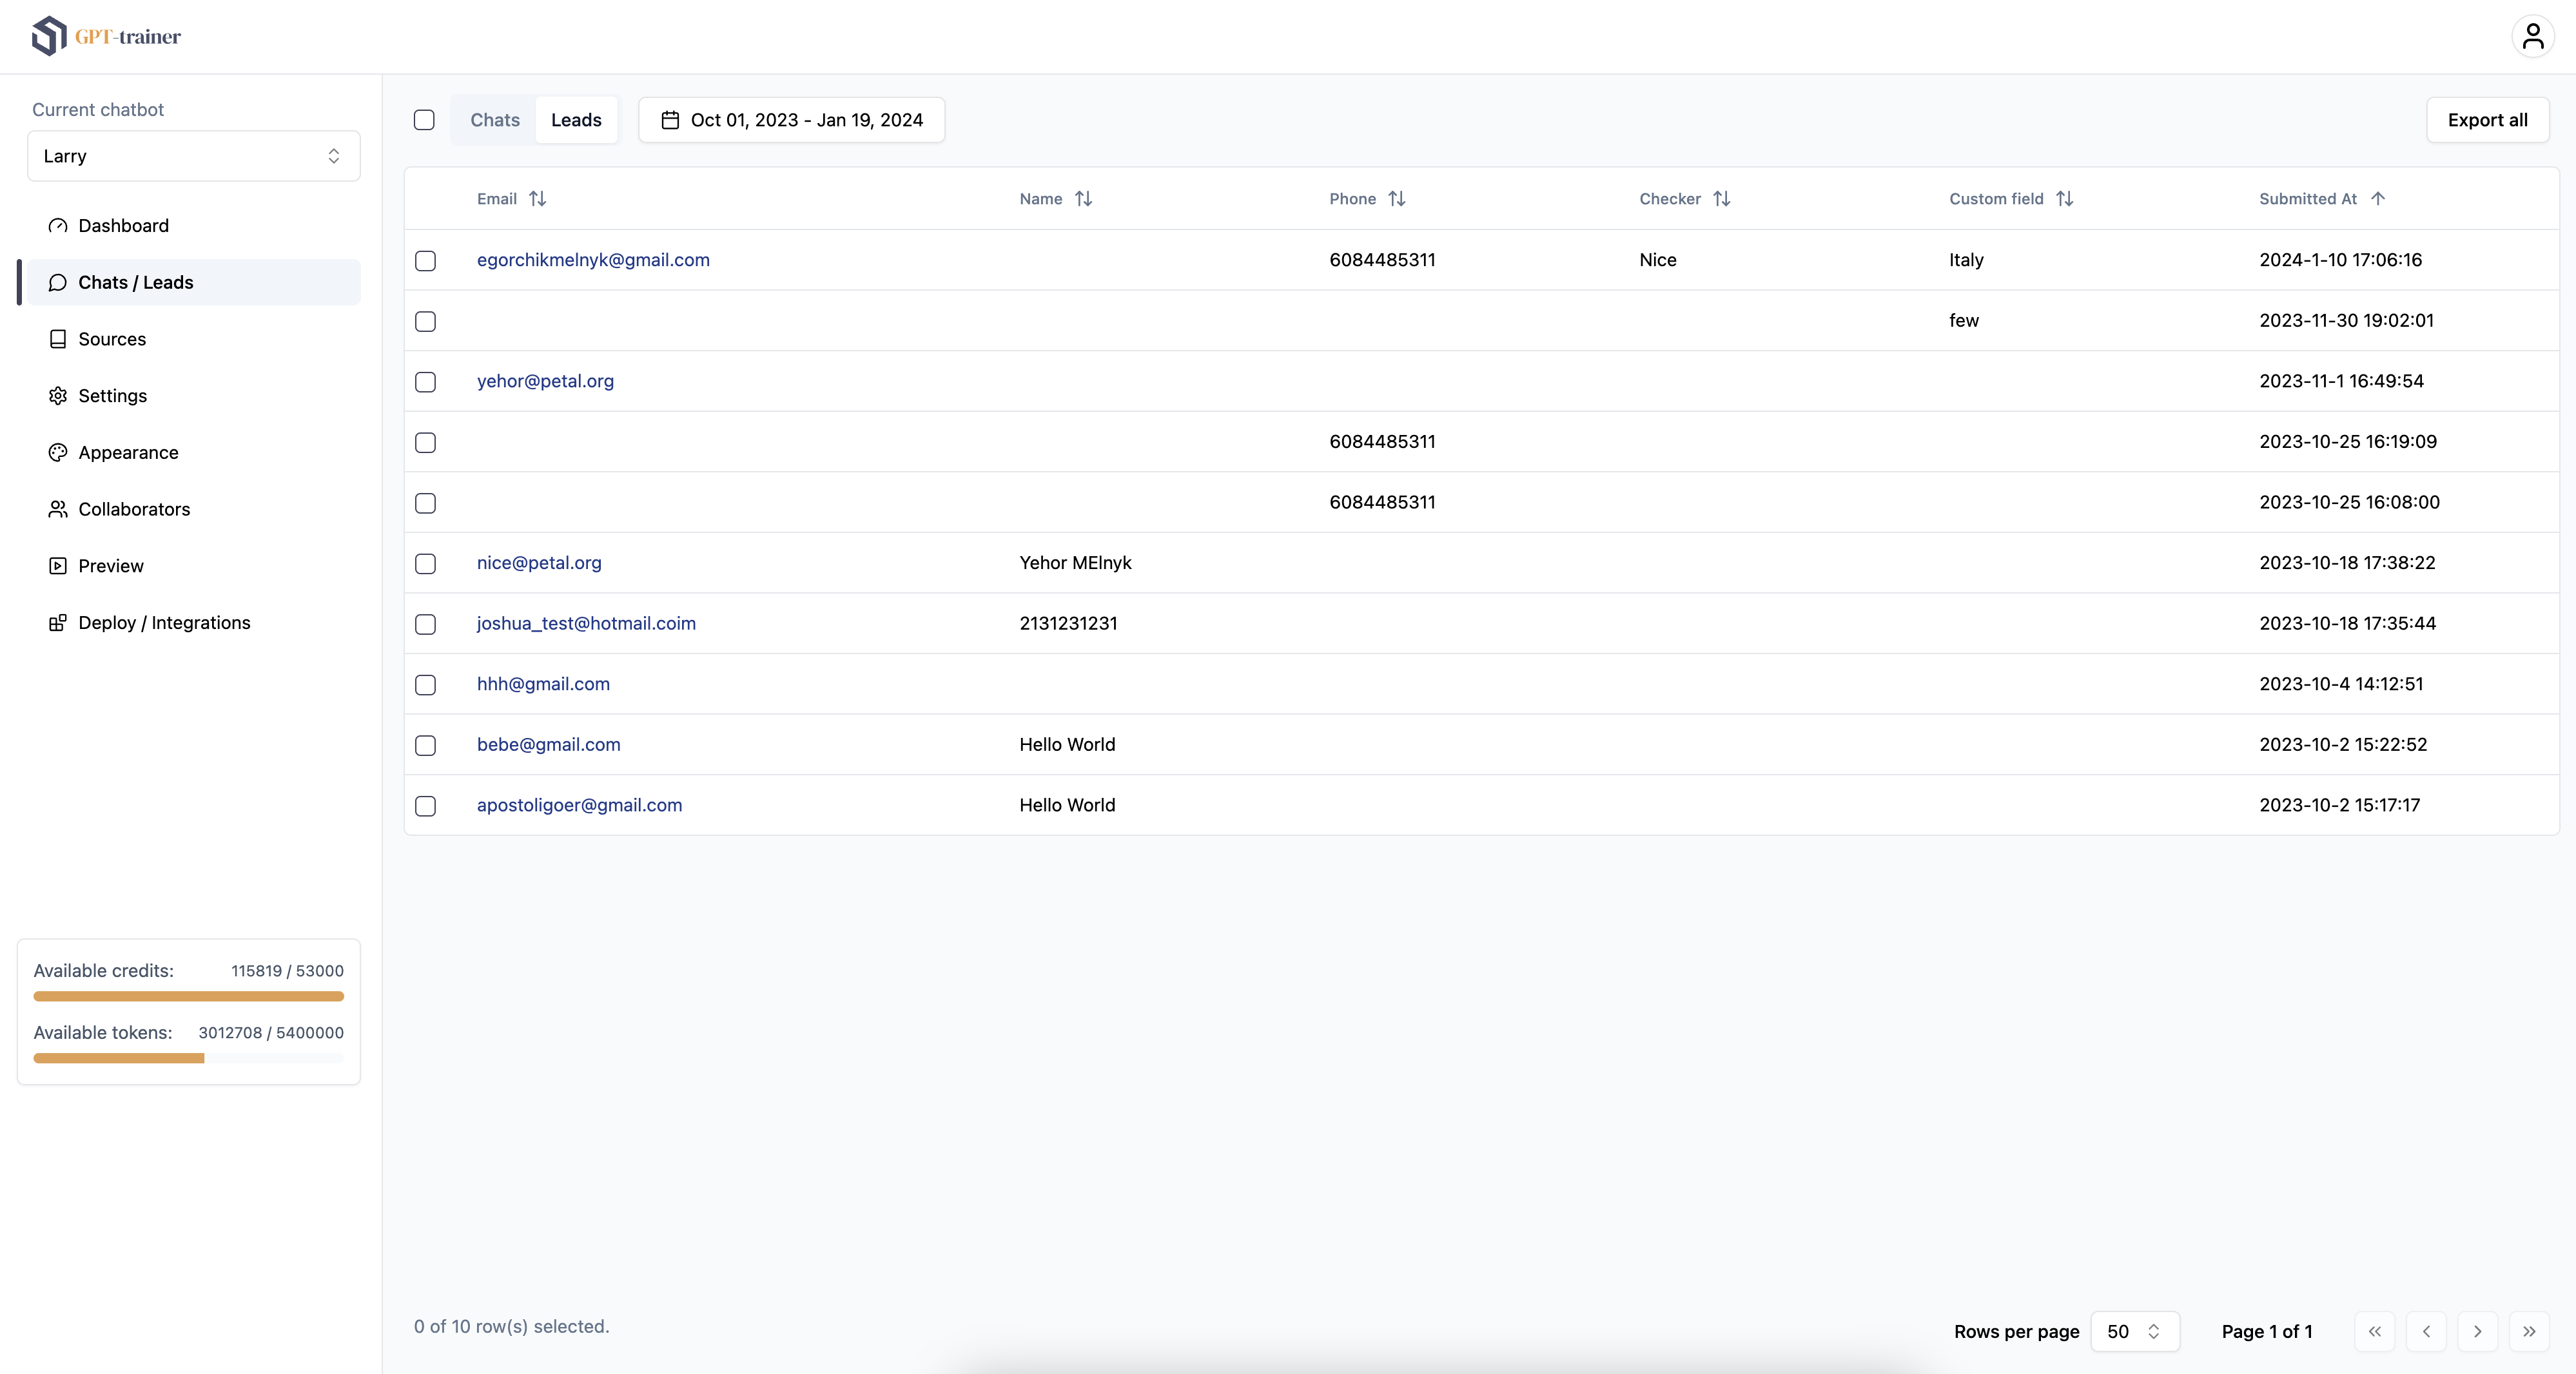 GPT-trainer
Current chatbot
Larry
Dashboard
Chats / Leads
Sources
Settings
Appearance
Collaborators
Preview
Deploy / Integrations
Available credits: 115819 / 53000
Available tokens: 3012708 / 5400000
Chats Leads Oct 01, 2023 - Jan 19, 2024 Export all
Email Name Phone Checker Custom field Submitted At
egorchikmelnyk@gmail.com 6084485311 Nice Italy 2024-1-10 17:06:16
few 2023-11-30 19:02:01
yehor@petal.org 2023-11-1 16:49:54
6084485311 2023-10-25 16:19:09
6084485311 2023-10-25 16:08:00
nice@petal.org Yehor MElnyk 2023-10-18 17:38:22
joshua_test@hotmail.coim 2131231231 2023-10-18 17:35:44
hhh@gmail.com 2023-10-4 14:12:51
bebe@gmail.com Hello World 2023-10-2 15:22:52
apostoligoer@gmail.com Hello World 2023-10-2 15:17:17
0 of 10 row(s) selected. Rows per page 50 Page 1 of 1